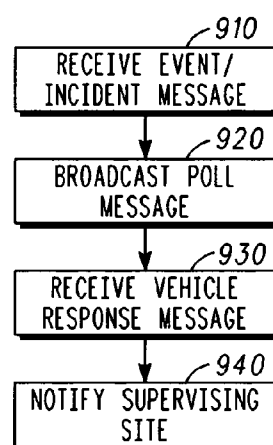 910
RECEIVE EVENT/
INCIDENT MESSAGE
920
BROADCAST POLL
MESSAGE
930
RECEIVE VEHICLE
RESPONSE MESSAGE
940
NOTIFY SUPERVISING
SITE